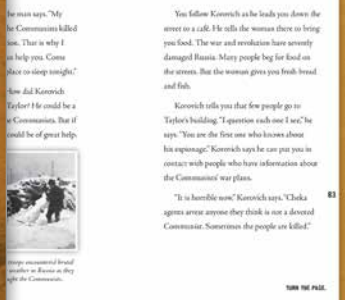 he man says. "My
he Communists killed
ion. That is why I
us help you. Come
place to sleep tonight."
How did Korovich
Taylor? He could be a
e Communists. But if
could be of great help.
troops encountered brutal
weather in Russia as they
ught the Communists.
You follow Korovich as he leads you down the
street to a café. He tells the woman there to bring
you food. The war and revolution have severely
damaged Russia. Many people beg for food on
the streets. But the woman gives you fresh bread
and fish.
Korovich tells you that few people go to
Taylor's building. "I question each one I see," he
says. "You are the first one who knows about
his espionage." Korovich says he can put you in
contact with people who have information about
the Communists' war plans.
"It is horrible now," Korovich says. "Cheka
agents arrest anyone they think is not a devoted
Communist. Sometimes the people are killed."
83
TURN THE PAGE.